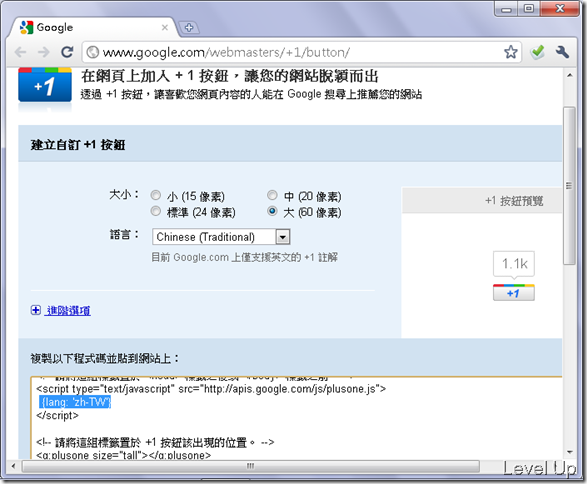 Google
www.google.com/webmasters/+1/button/
+1
在網頁上加入 + 1 按鈕，讓您的網站脫穎而出
透過 +1 按鈕，讓喜歡您網頁內容的人能在 Google 搜尋上推薦您的網站
建立自訂 +1 按鈕
大小：
小 (15 像素)
中 (20 像素)
標準 (24 像素)
大 (60 像素)
語言：
Chinese (Traditional)
目前 Google.com 上僅支援英文的 +1 註解
進階選項
+1 按鈕預覽
1.1k
+1
複製以下程式碼並貼到網站上：
<script type="text/javascript" src="http://apis.google.com/js/plusone.js">
{lang: 'zh-TW'}
</script>
<!-- 請將這組標籤置於 +1 按鈕該出現的位置。 -->
<g:plusone size="tall"></g:plusone>
Level Up